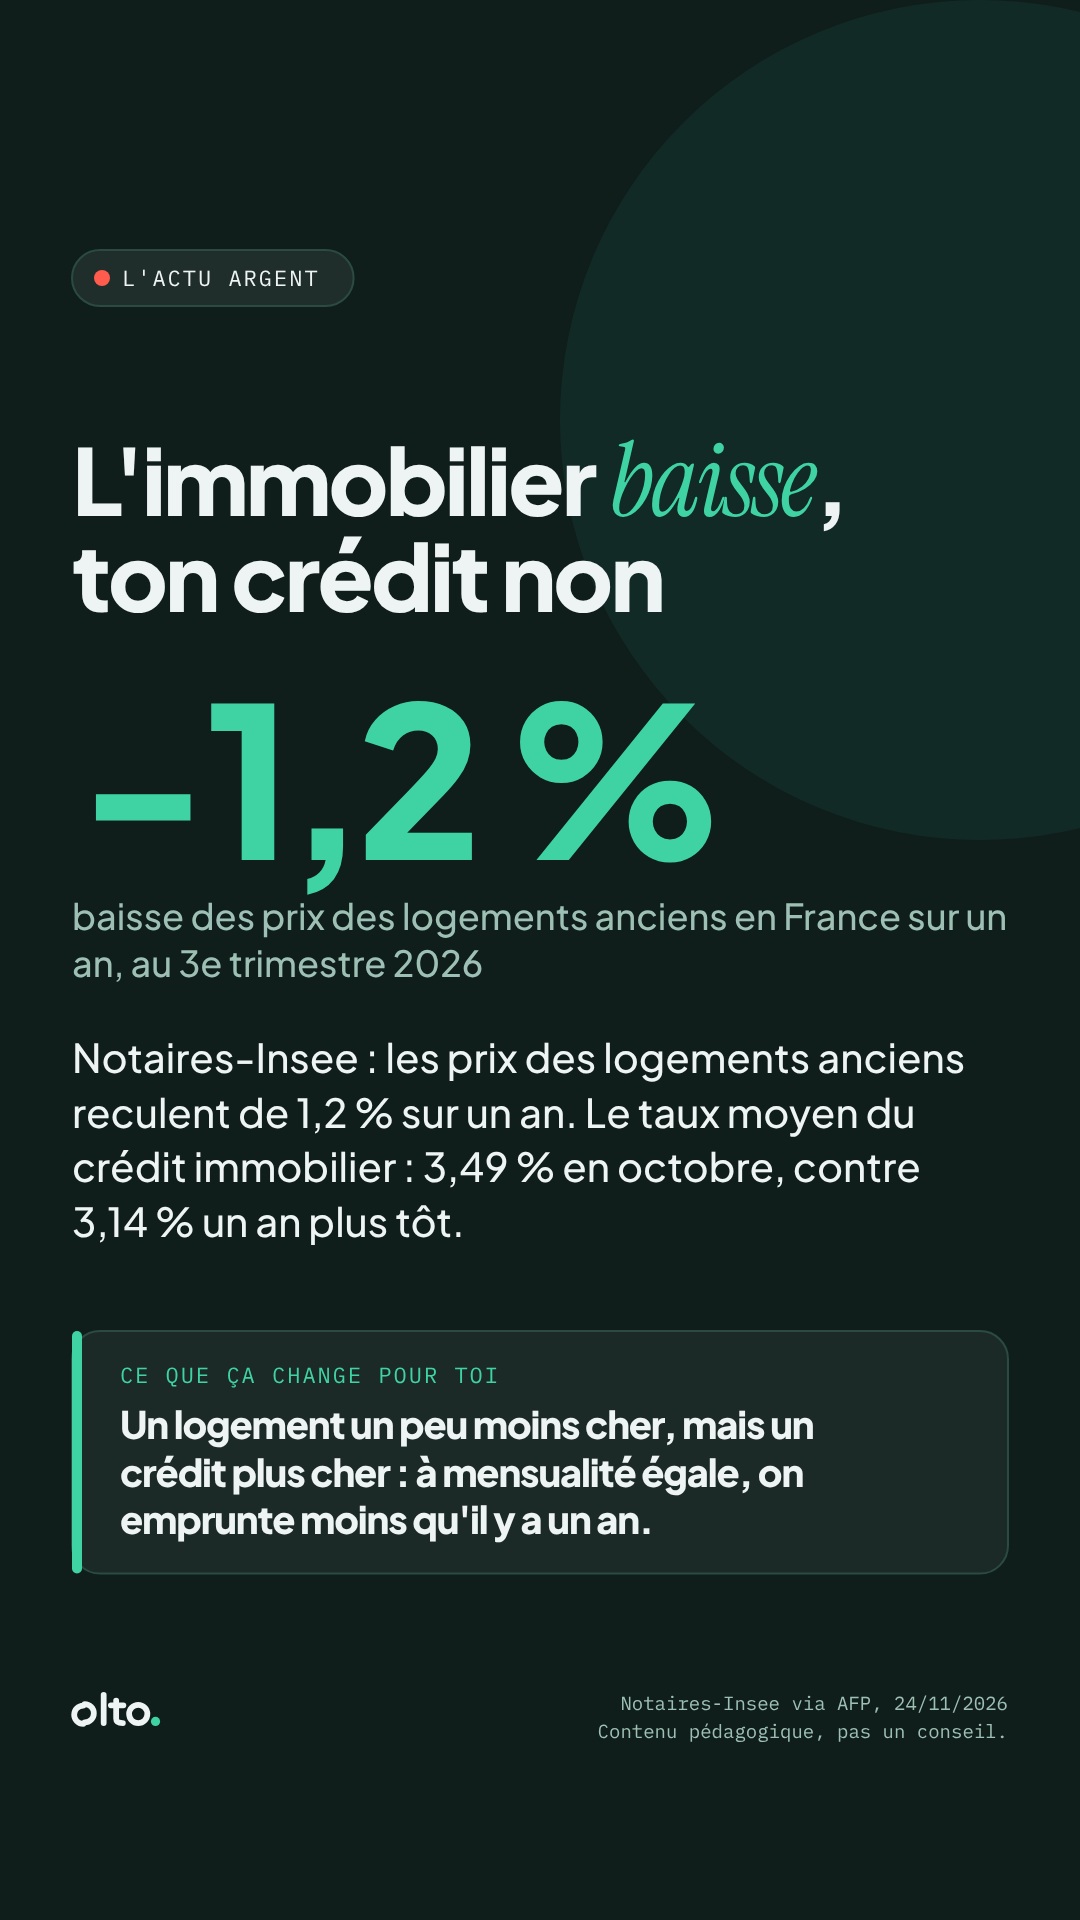 L'ACTU ARGENT
L'immobilier baisse,
ton crédit non
–1,2 %
baisse des prix des logements anciens en France sur un
an, au 3e trimestre 2026
Notaires-Insee : les prix des logements anciens
reculent de 1,2 % sur un an. Le taux moyen du
crédit immobilier : 3,49 % en octobre, contre
3,14 % un an plus tôt.
CE QUE ÇA CHANGE POUR TOI
Un logement un peu moins cher, mais un
crédit plus cher : à mensualité égale, on
emprunte moins qu'il y a un an.
olto.
Notaires-Insee via AFP, 24/11/2026
Contenu pédagogique, pas un conseil.